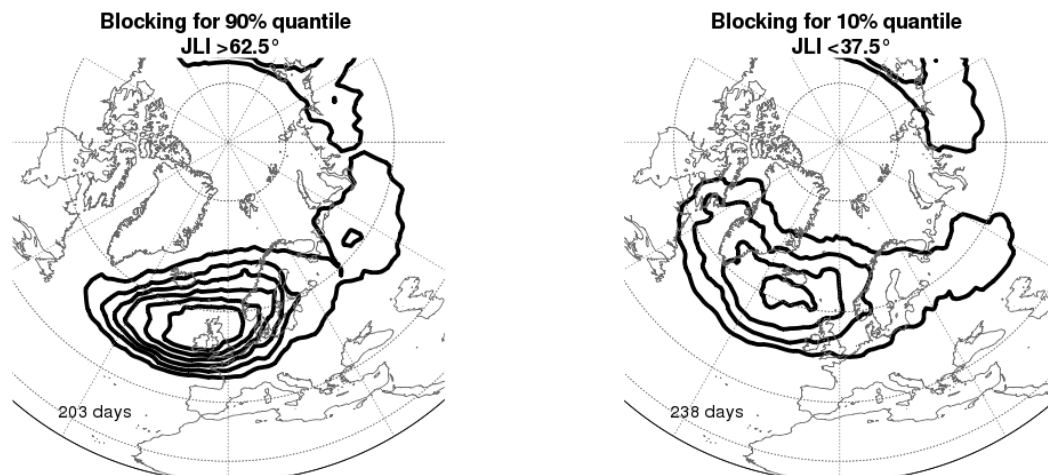 Blocking for 90% quantile
JLI >62.5°
203 days
Blocking for 10% quantile
JLI <37.5°
238 days